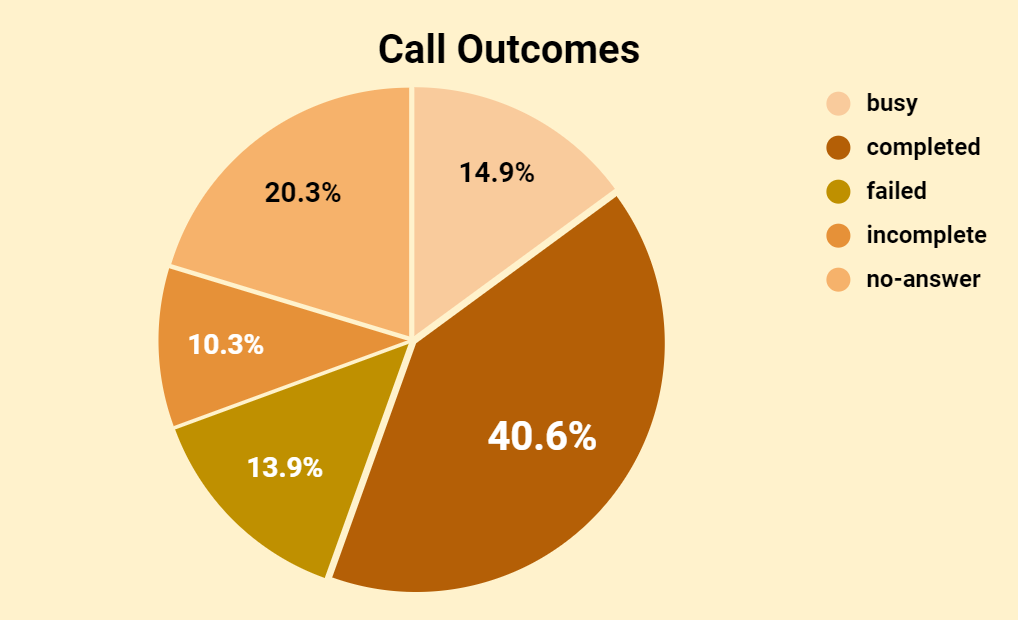 Call Outcomes
busy
completed
failed
incomplete
no-answer
14.9%
20.3%
10.3%
40.6%
13.9%